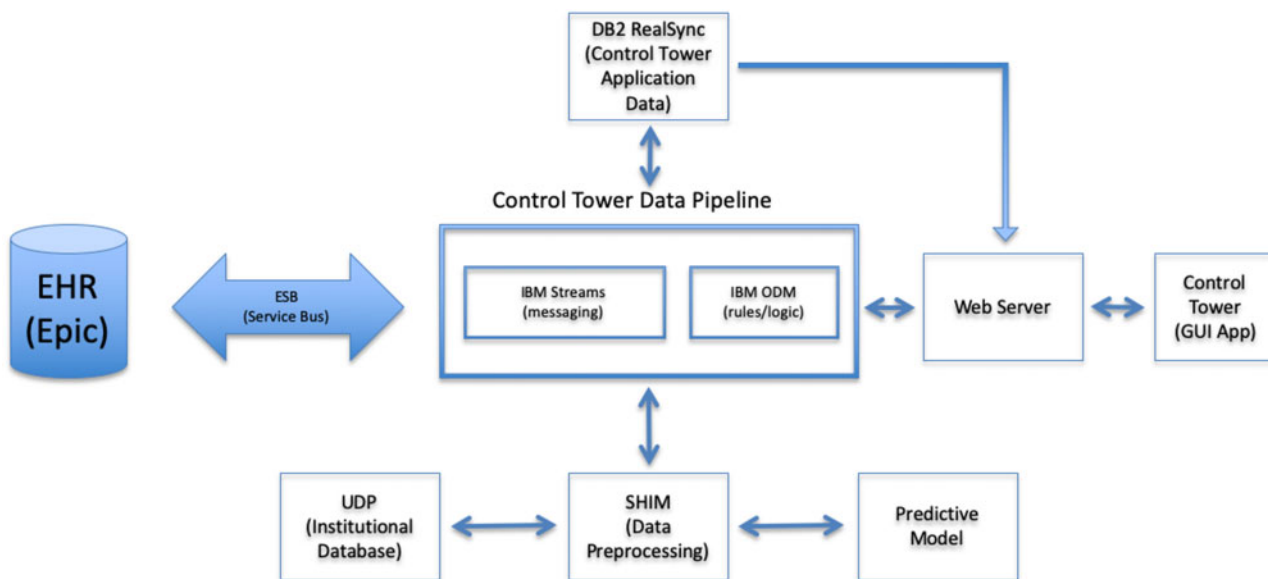 DB2 RealSync
(Control Tower
Application
Data)
Control Tower Data Pipeline
EHR
(Epic)
ESB
(Service Bus)
IBM Streams
(messaging)
IBM ODM
(rules/logic)
Web Server
Control
Tower
(GUI App)
UDP
(Institutional
Database)
SHIM
(Data
Preprocessing)
Predictive
Model